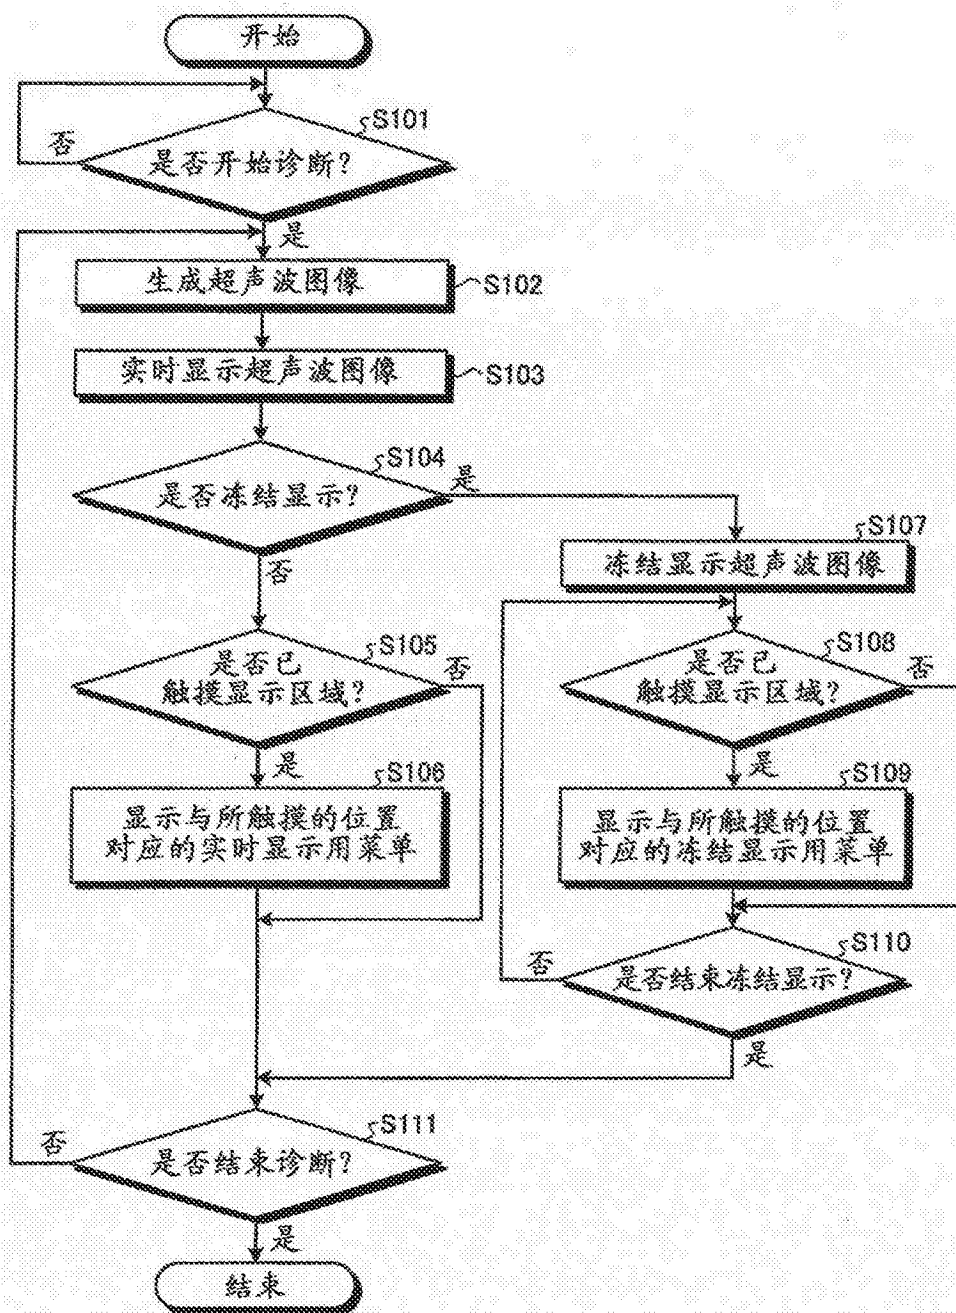 开始
S101
否
是否开始诊断?
是
生成超声波图像
S102
实时显示超声波图像
S103
S104
是
是否冻结显示?
否
S107
冻结显示超声波图像
S105
是否已
触摸显示区域?
否
是
S106
显示与所触摸的位置
对应的实时显示用菜单
S108
是否已
触摸显示区域?
否
是
S109
显示与所触摸的位置
对应的冻结显示用菜单
S110
否
是否结束冻结显示?
是
S111
否
是否结束诊断?
是
结束